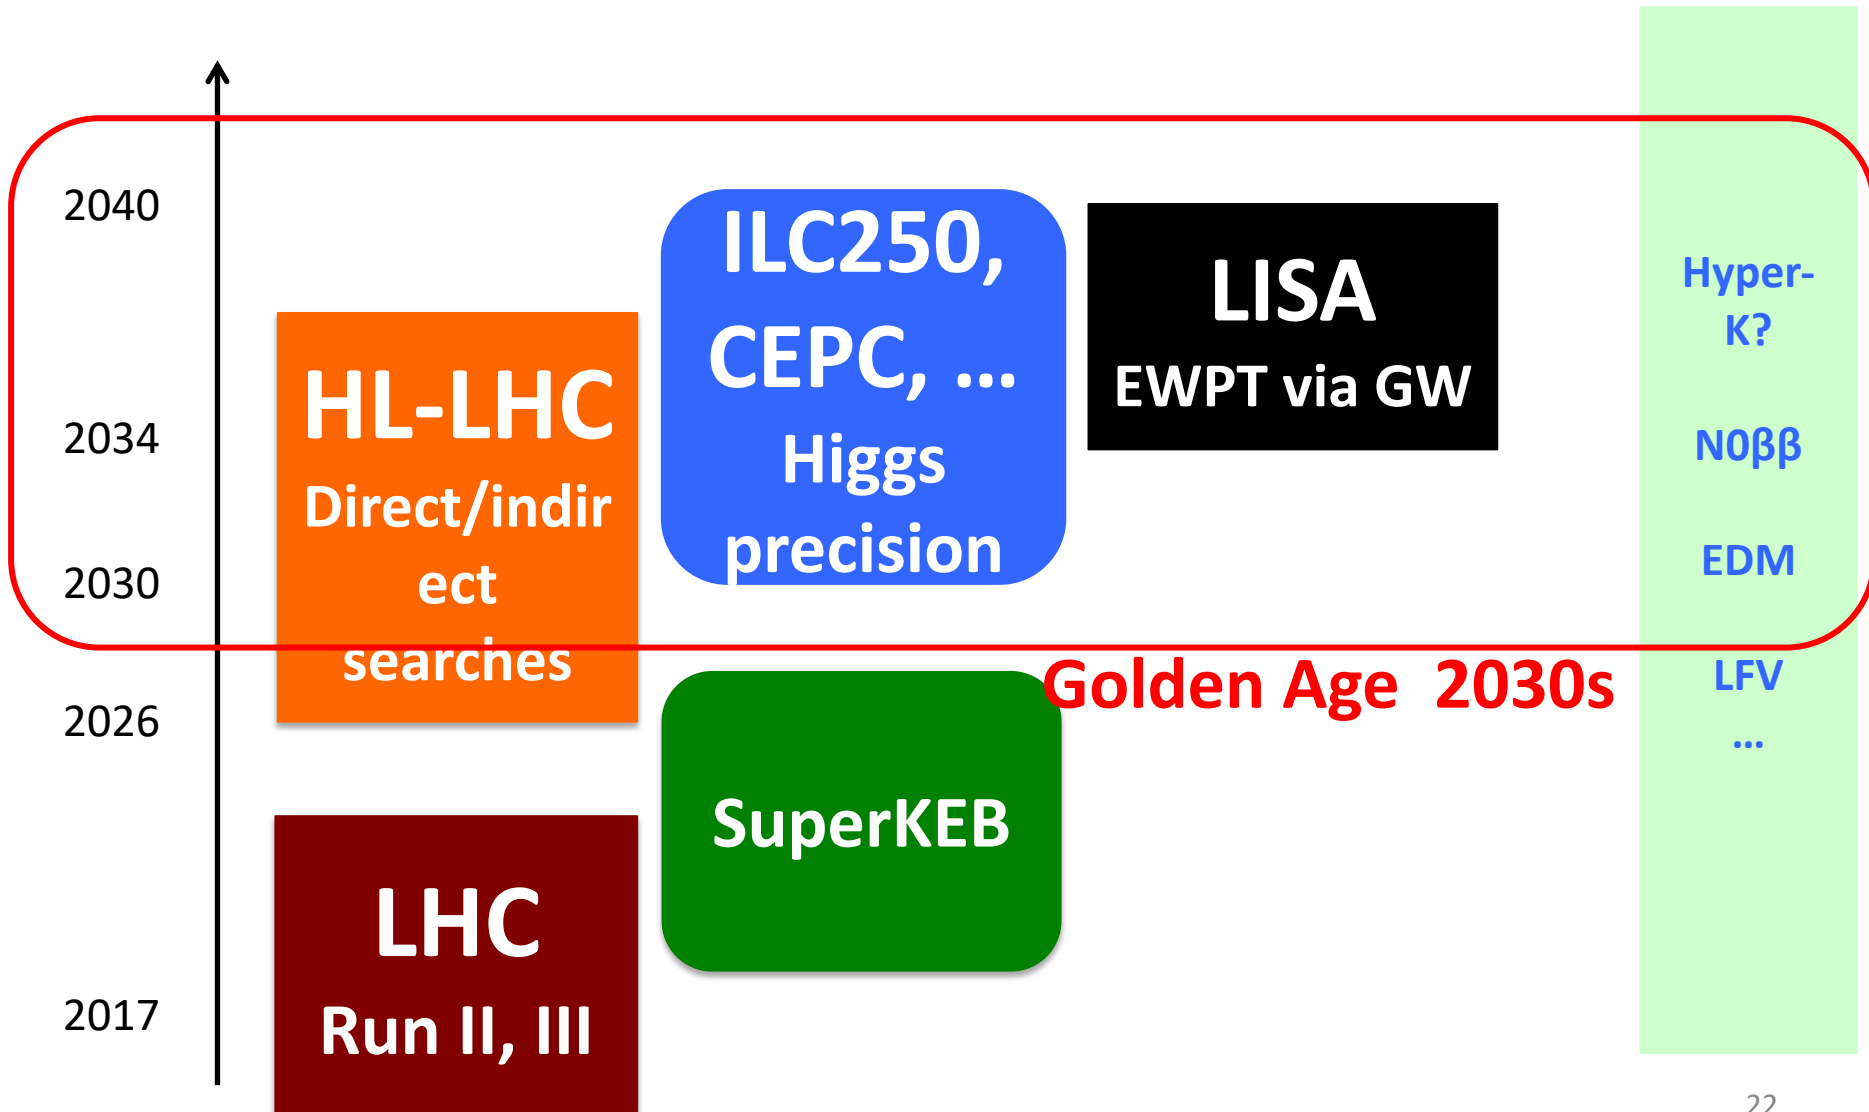 2040
2034
2030
2026
2017
HL-LHC
Direct/indir
ect
searches
LHC
Run II, III
ILC250,
CEPC, ...
Higgs
precision
SuperKEB
LISA
EWPT via GW
Golden Age 2030s
Hyper-
K?
N0ββ
EDM
LFV
...
22